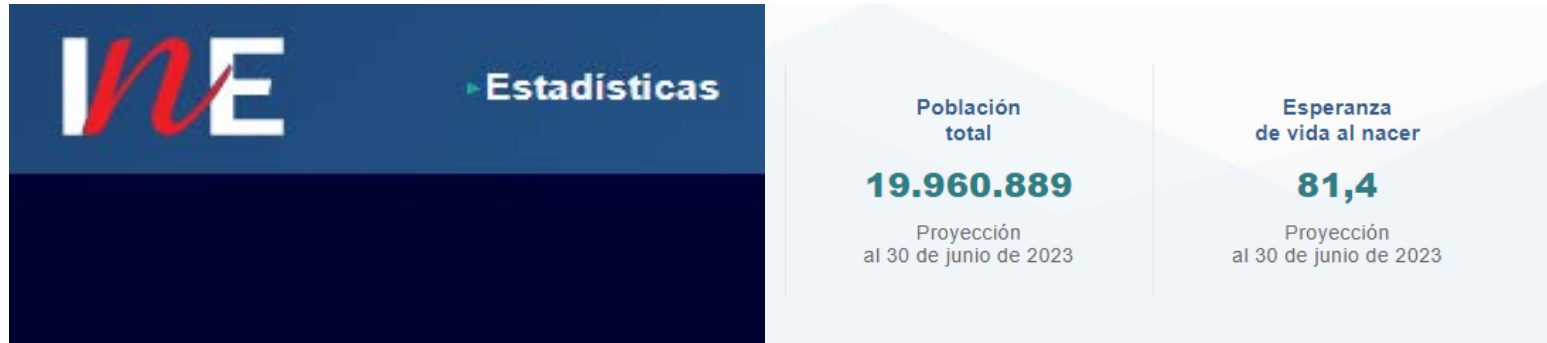 INE
Estadísticas
Población
total
19.960.889
Proyección
al 30 de junio de 2023
Esperanza
de vida al nacer
81,4
Proyección
al 30 de junio de 2023